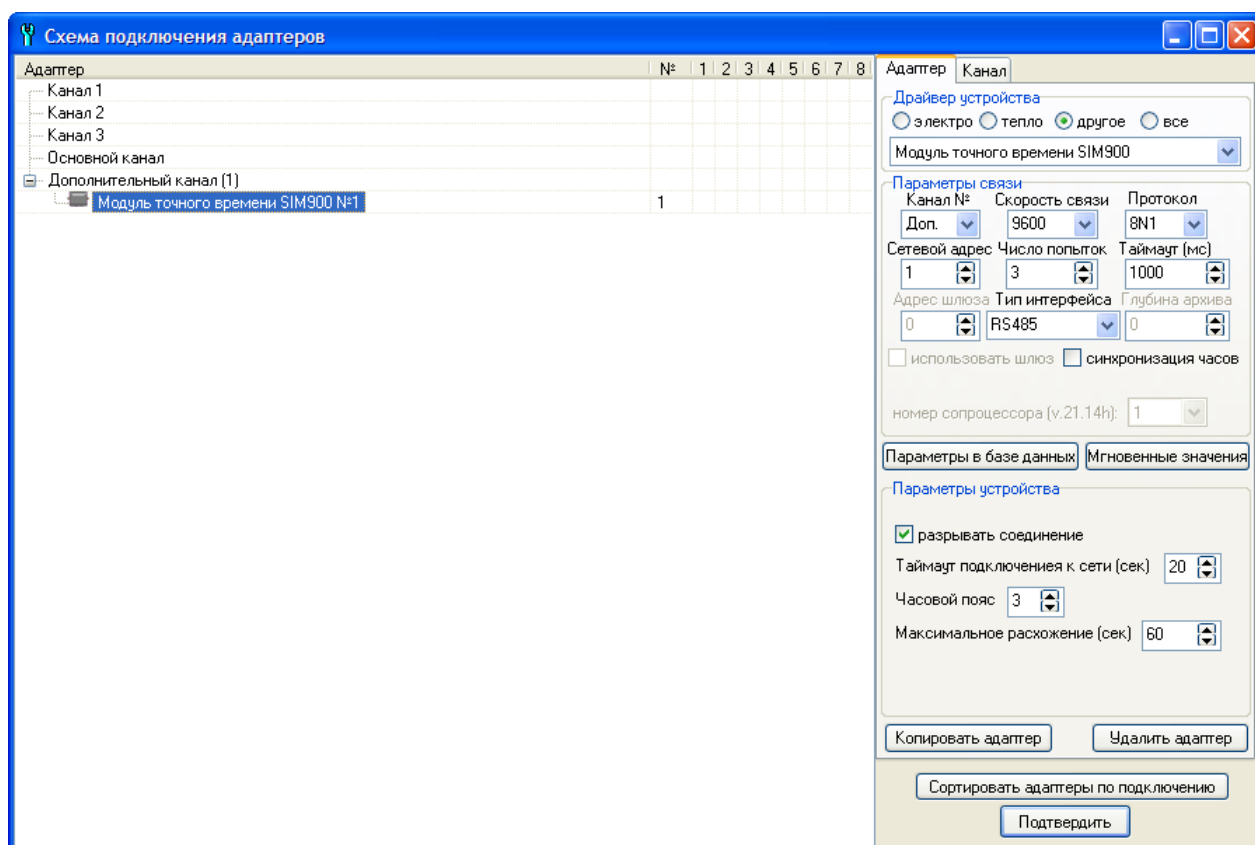 Схема подключения адаптеров
Адаптер № 1 2 3 4 5 6 7 8
Канал 1
Канал 2
Канал 3
Основной канал
Дополнительный канал (1)
Модуль точного времени SIM900 №1 1
Адаптер Канал
Драйвер устройства
электро тепло другое все
Модуль точного времени SIM900
Параметры связи
Канал № Скорость связи Протокол
Доп. 9600 8N1
Сетевой адрес Число попыток Таймаут (мс)
1 3 1000
Адрес шлюза Тип интерфейса Глубина архива
0 RS485 0
использовать шлюз синхронизация часов
номер сопроцессора (v.21.14h): 1
Параметры в базе данных Мгновенные значения
Параметры устройства
разрывать соединение
Таймаут подключениея к сети (сек) 20
Часовой пояс 3
Максимальное расхожение (сек) 60
Копировать адаптер Удалить адаптер
Сортировать адаптеры по подключению
Подтвердить